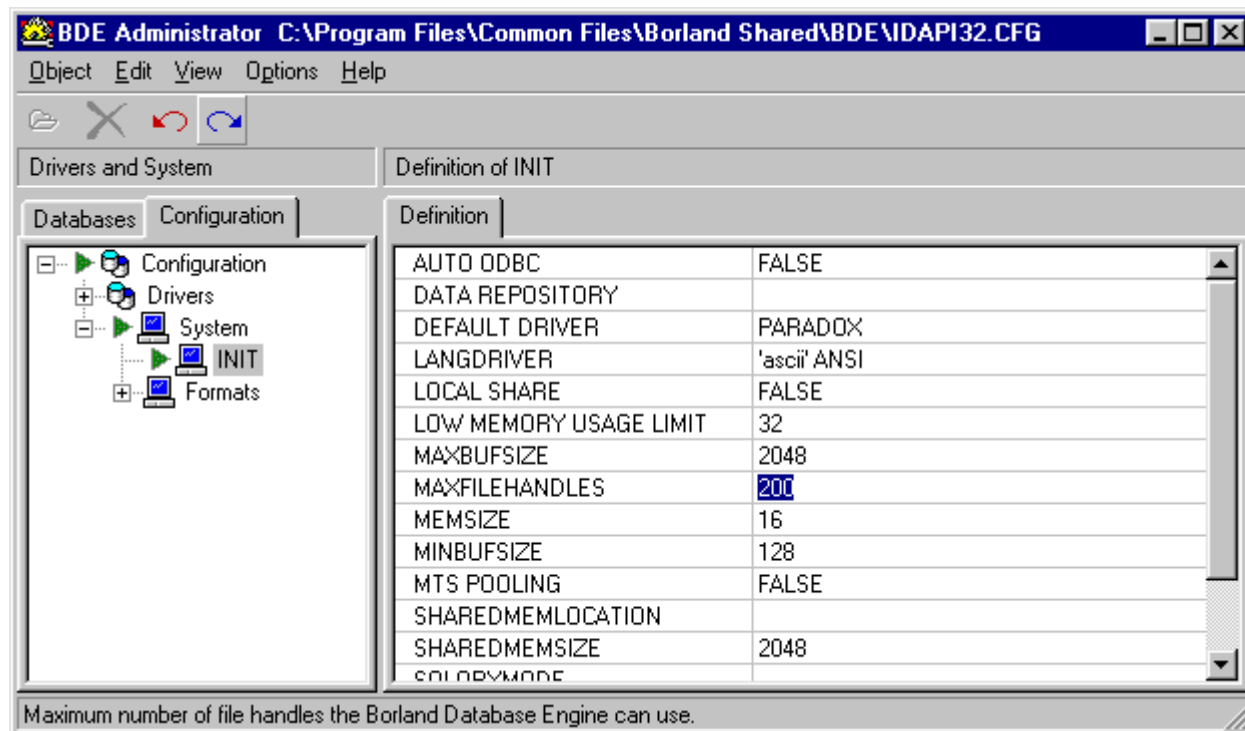 BDE Administrator C:\Program Files\Common Files\Borland Shared\BDE\IDAPI32.CFG
Object Edit View Options Help
Drivers and System
Definition of INIT
Databases Configuration
Definition
Configuration
Drivers
System
INIT
Formats
AUTO ODBC FALSE
DATA REPOSITORY
DEFAULT DRIVER PARADOX
LANGDRIVER 'ascii' ANSI
LOCAL SHARE FALSE
LOW MEMORY USAGE LIMIT 32
MAXBUFSIZE 2048
MAXFILEHANDLES 200
MEMSIZE 16
MINBUFSIZE 128
MTS POOLING FALSE
SHAREDMEMLOCATION
SHAREDMEMSIZE 2048
SQLQRYMODE
Maximum number of file handles the Borland Database Engine can use.